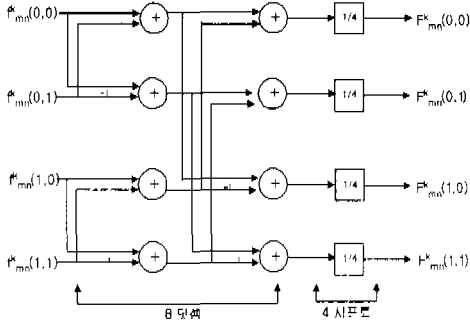 f^k_mn(0,0) + + 1/4 F^k_mn(0,0)
f^k_mn(0,1) -1 + + 1/4 F^k_mn(0,1)
f^k_mn(1,0) + -1 + 1/4 F^k_mn(1,0)
f^k_mn(1,1) + + 1/4 F^k_mn(1,1)
8 덧셈 4 시프트